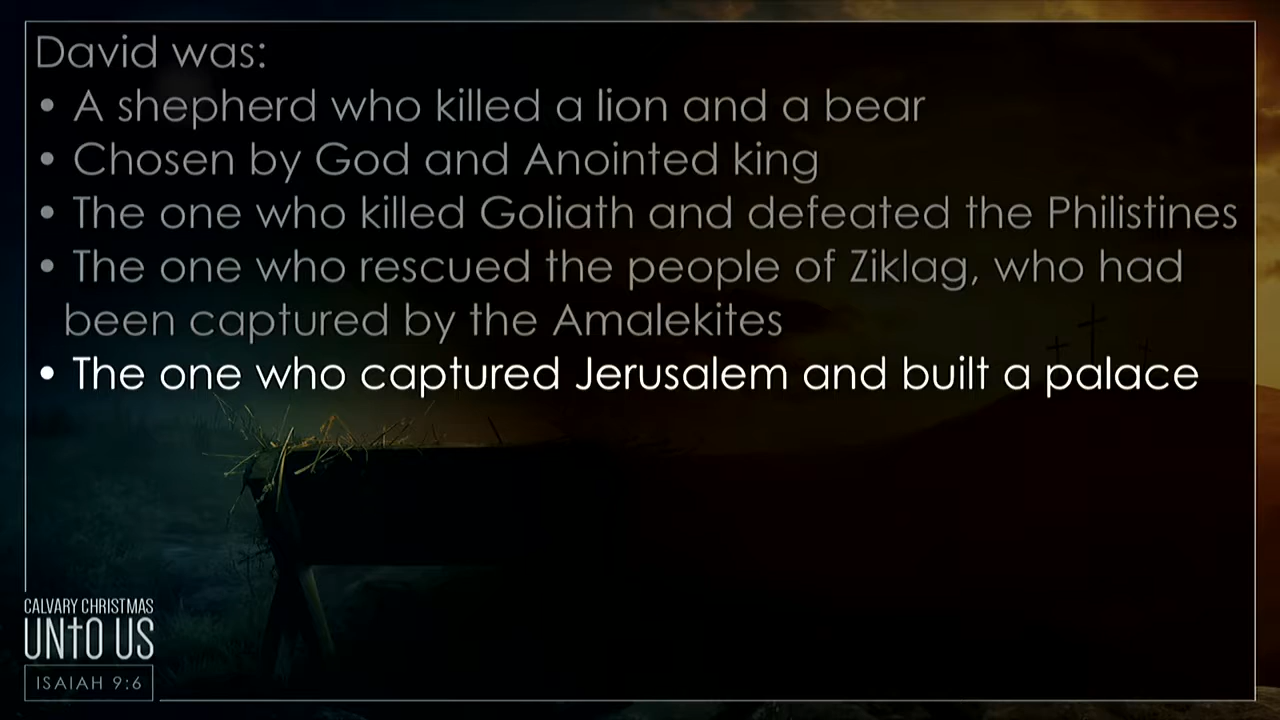 David was:
• A shepherd who killed a lion and a bear
• Chosen by God and Anointed king
• The one who killed Goliath and defeated the Philistines
• The one who rescued the people of Ziklag, who had
been captured by the Amalekites
• The one who captured Jerusalem and built a palace
CALVARY CHRISTMAS
UNTO US
ISAIAH 9:6